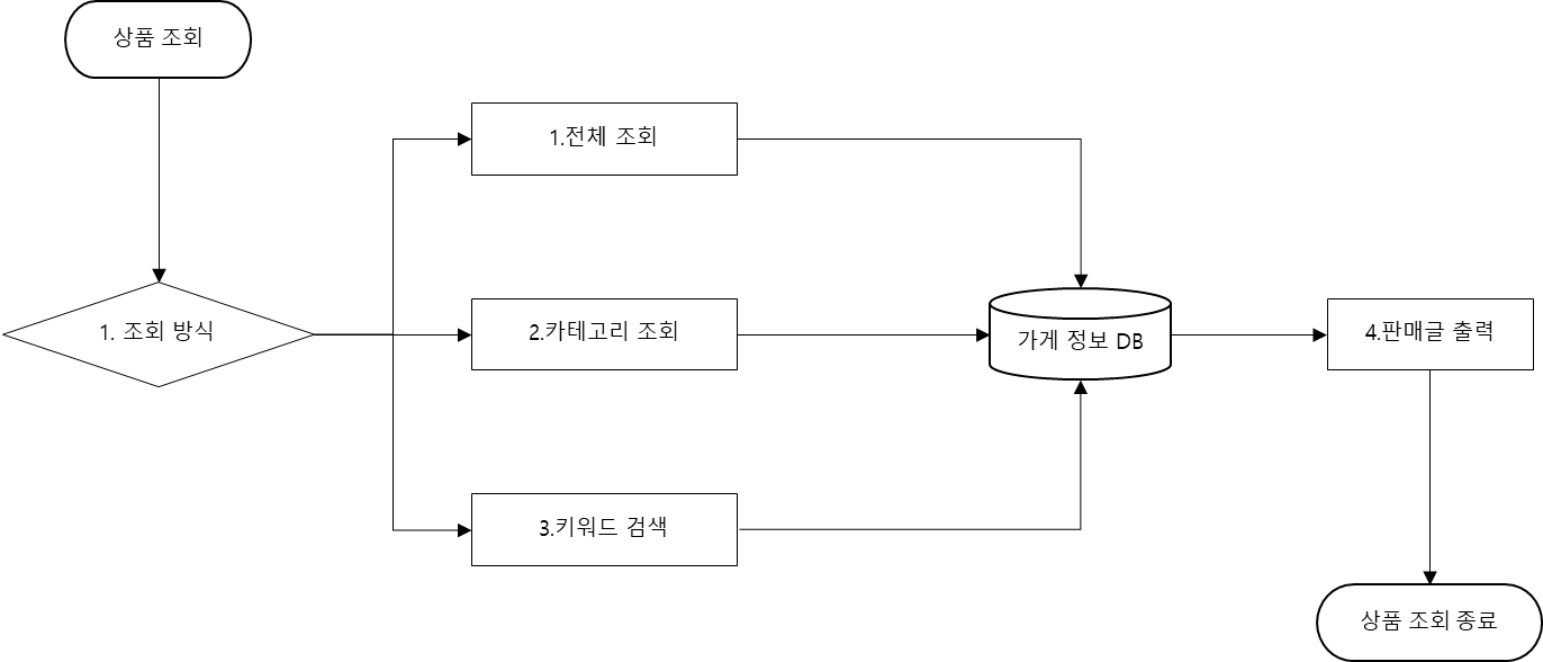 상품 조회
1.전체 조회
1. 조회 방식
2.카테고리 조회
가게 정보 DB
4.판매글 출력
3.키워드 검색
상품 조회 종료